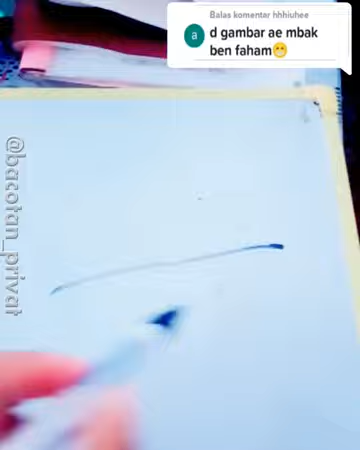 Balas komentar hhhiuhee
a
d gambar ae mbak
ben faham😁
@bacotan_privat